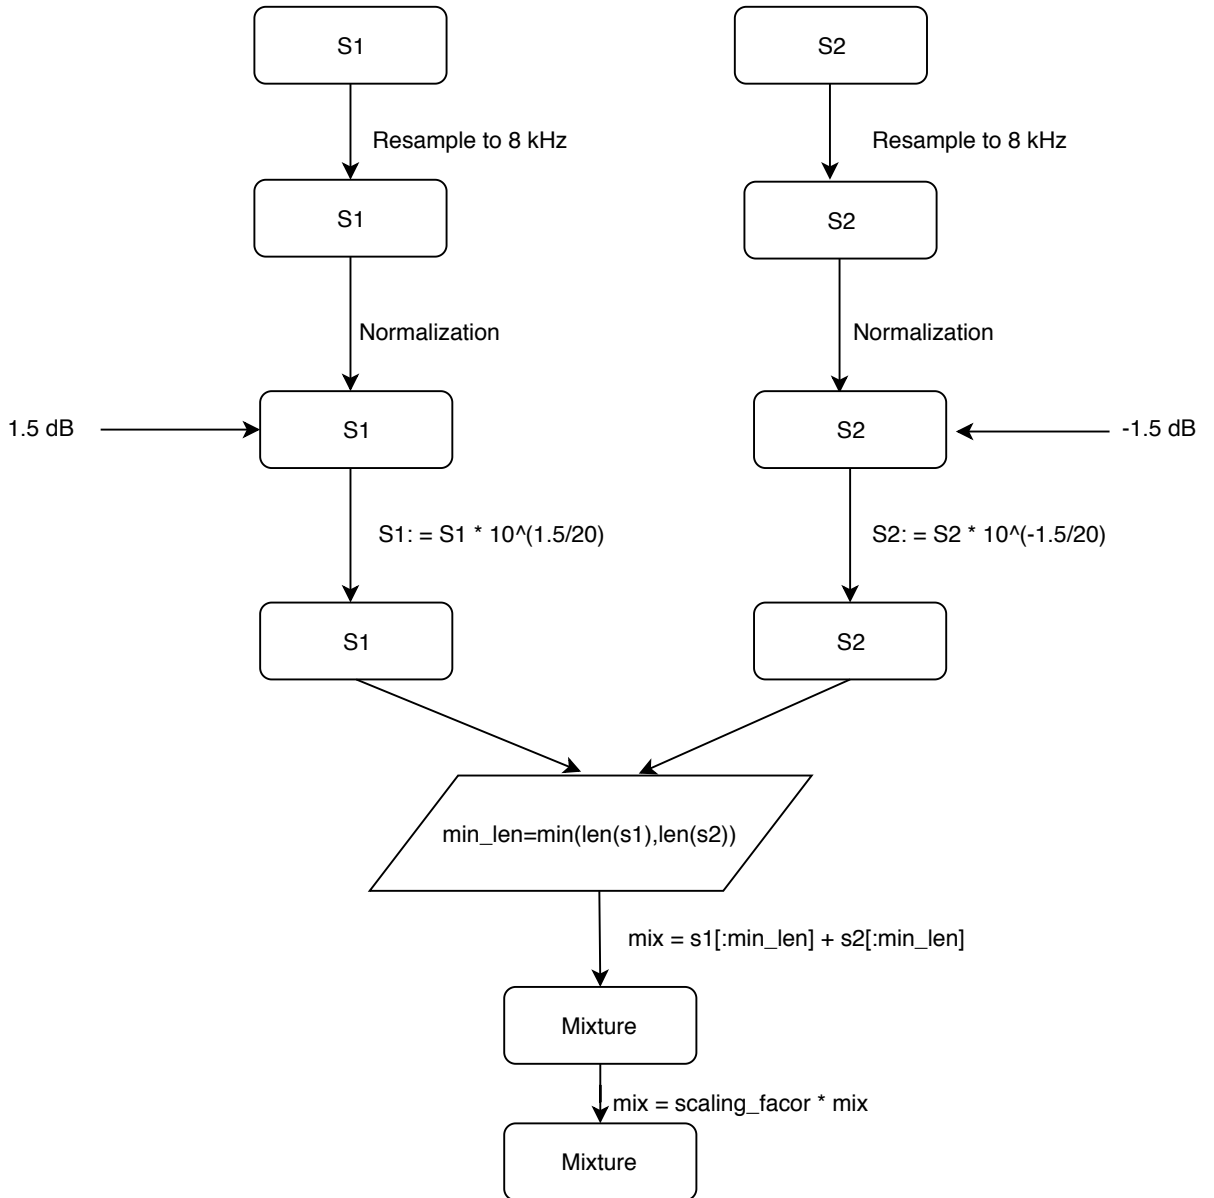 S1
S2
Resample to 8 kHz
Resample to 8 kHz
S1
S2
Normalization
Normalization
1.5 dB
S1
S2
-1.5 dB
S1: = S1 * 10^(1.5/20)
S2: = S2 * 10^(-1.5/20)
S1
S2
min_len=min(len(s1),len(s2))
mix = s1[:min_len] + s2[:min_len]
Mixture
mix = scaling_facor * mix
Mixture